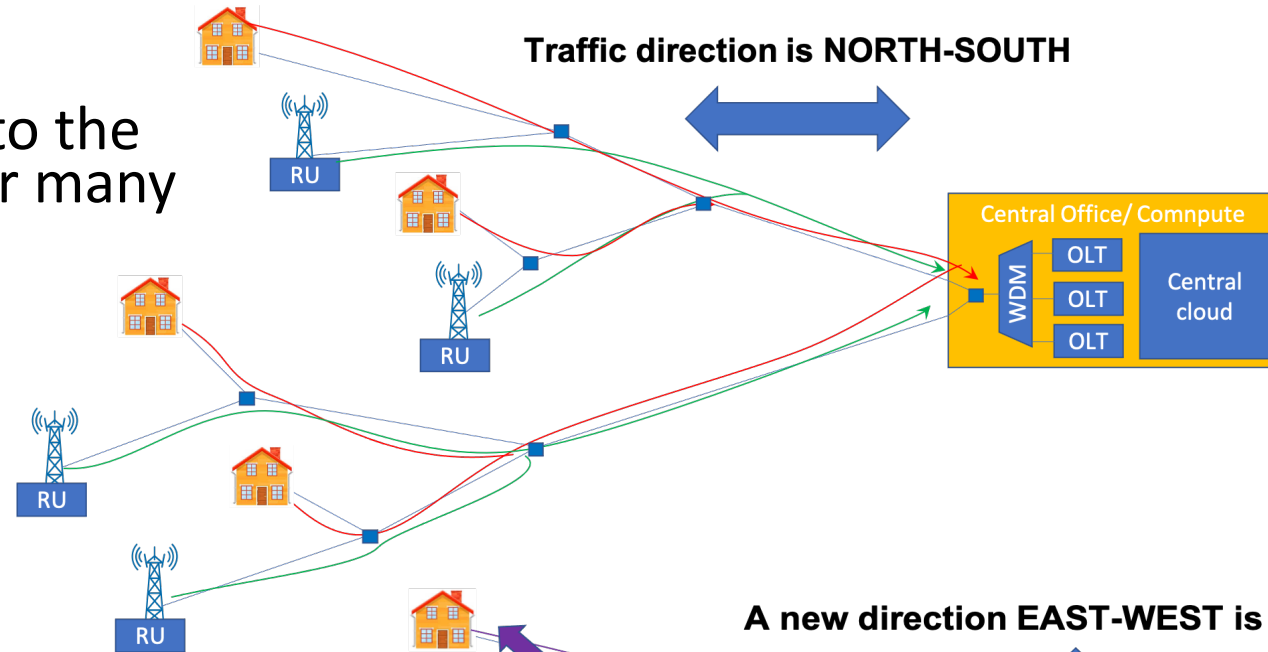 Traffic direction is NORTH-SOUTH
to the
r many
RU
RU
Central Office/ Comnpute
WDM
OLT
OLT
OLT
Central
cloud
RU
RU
A new direction EAST-WEST is